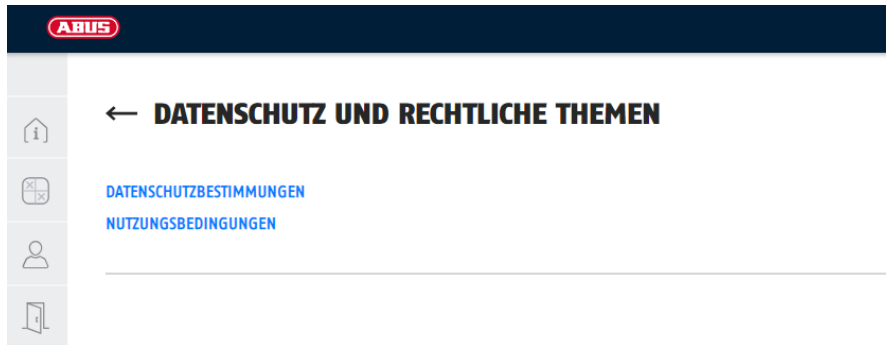 ABUS
← DATENSCHUTZ UND RECHTLICHE THEMEN
DATENSCHUTZBESTIMMUNGEN
NUTZUNGSBEDINGUNGEN